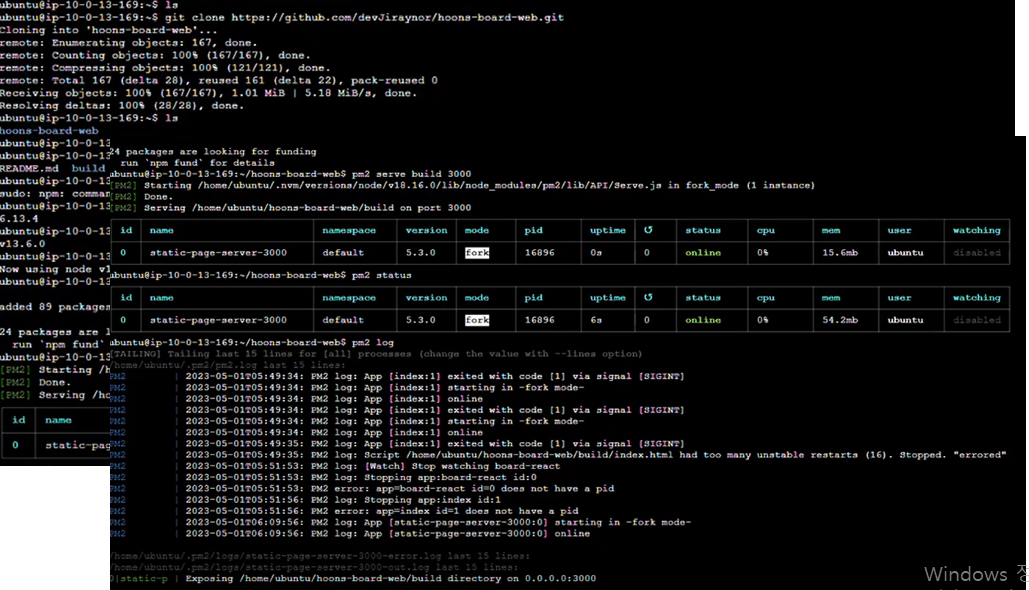 ubuntu@ip-10-0-13-169:~$ ls
ubuntu@ip-10-0-13-169:~$ git clone https://github.com/devJiraynor/hoons-board-web.git
Cloning into 'hoons-board-web'...
remote: Enumerating objects: 167, done.
remote: Counting objects: 100% (167/167), done.
remote: Compressing objects: 100% (121/121), done.
remote: Total 167 (delta 28), reused 161 (delta 22), pack-reused 0
Receiving objects: 100% (167/167), 1.01 MiB | 5.18 MiB/s, done.
Resolving deltas: 100% (28/28), done.
ubuntu@ip-10-0-13-169:~$ ls
hoons-board-web
ubuntu@ip-10-0-13
ubuntu@ip-10-0-13
README.md build
ubuntu@ip-10-0-13
sudo: npm: comman
ubuntu@ip-10-0-13
6.13.4
ubuntu@ip-10-0-13
v13.6.0
ubuntu@ip-10-0-13
Now using node v1
ubuntu@ip-10-0-13
added 89 packages
24 packages are l
run `npm fund`
ubuntu@ip-10-0-13
[PM2] Starting /h
[PM2] Done.
[PM2] Serving /ho
id name
0 static-pag
24 packages are looking for funding
run `npm fund` for details
ubuntu@ip-10-0-13-169:~/hoons-board-web$ pm2 serve build 3000
[PM2] Starting /home/ubuntu/.nvm/versions/node/v18.16.0/lib/node_modules/pm2/lib/API/Serve.js in fork_mode (1 instance)
[PM2] Done.
[PM2] Serving /home/ubuntu/hoons-board-web/build on port 3000
id name namespace version mode pid uptime ↺ status cpu mem user watching
0 static-page-server-3000 default 5.3.0 fork 16896 0s 0 online 0% 15.6mb ubuntu disabled
ubuntu@ip-10-0-13-169:~/hoons-board-web$ pm2 status
id name namespace version mode pid uptime ↺ status cpu mem user watching
0 static-page-server-3000 default 5.3.0 fork 16896 6s 0 online 0% 54.2mb ubuntu disabled
ubuntu@ip-10-0-13-169:~/hoons-board-web$ pm2 log
[TAILING] Tailing last 15 lines for [all] processes (change the value with --lines option)
/home/ubuntu/.pm2/pm2.log last 15 lines:
PM2 | 2023-05-01T05:49:34: PM2 log: App [index:1] exited with code [1] via signal [SIGINT]
PM2 | 2023-05-01T05:49:34: PM2 log: App [index:1] starting in -fork mode-
PM2 | 2023-05-01T05:49:34: PM2 log: App [index:1] online
PM2 | 2023-05-01T05:49:34: PM2 log: App [index:1] exited with code [1] via signal [SIGINT]
PM2 | 2023-05-01T05:49:34: PM2 log: App [index:1] starting in -fork mode-
PM2 | 2023-05-01T05:49:34: PM2 log: App [index:1] online
PM2 | 2023-05-01T05:49:35: PM2 log: App [index:1] exited with code [1] via signal [SIGINT]
PM2 | 2023-05-01T05:49:35: PM2 log: Script /home/ubuntu/hoons-board-web/build/index.html had too many unstable restarts (16). Stopped. "errored"
PM2 | 2023-05-01T05:51:53: PM2 log: [Watch] Stop watching board-react
PM2 | 2023-05-01T05:51:53: PM2 log: Stopping app:board-react id:0
PM2 | 2023-05-01T05:51:53: PM2 error: app=board-react id=0 does not have a pid
PM2 | 2023-05-01T05:51:56: PM2 log: Stopping app:index id:1
PM2 | 2023-05-01T05:51:56: PM2 error: app=index id=1 does not have a pid
PM2 | 2023-05-01T06:09:56: PM2 log: App [static-page-server-3000:0] starting in -fork mode-
PM2 | 2023-05-01T06:09:56: PM2 log: App [static-page-server-3000:0] online
/home/ubuntu/.pm2/logs/static-page-server-3000-error.log last 15 lines:
/home/ubuntu/.pm2/logs/static-page-server-3000-out.log last 15 lines:
0|static-p | Exposing /home/ubuntu/hoons-board-web/build directory on 0.0.0.0:3000
Windows 정